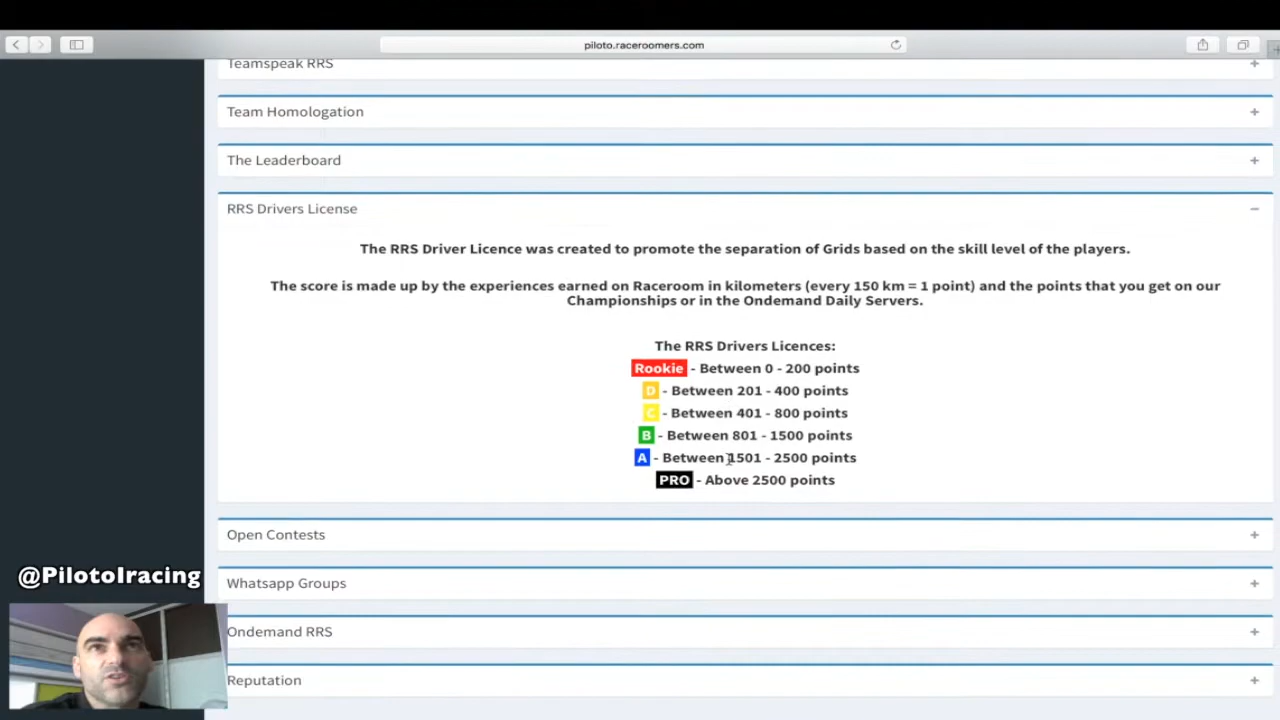 piloto.raceroomers.com
Teamspeak RRS
Team Homologation
The Leaderboard
RRS Drivers License
The RRS Driver Licence was created to promote the separation of Grids based on the skill level of the players.
The score is made up by the experiences earned on Raceroom in kilometers (every 150 km = 1 point) and the points that you get on our
Championships or in the Ondemand Daily Servers.
The RRS Drivers Licences:
Rookie - Between 0 - 200 points
D - Between 201 - 400 points
C - Between 401 - 800 points
B - Between 801 - 1500 points
A - Between 1501 - 2500 points
PRO - Above 2500 points
Open Contests
@PilotoIracing
Whatsapp Groups
Ondemand RRS
Reputation